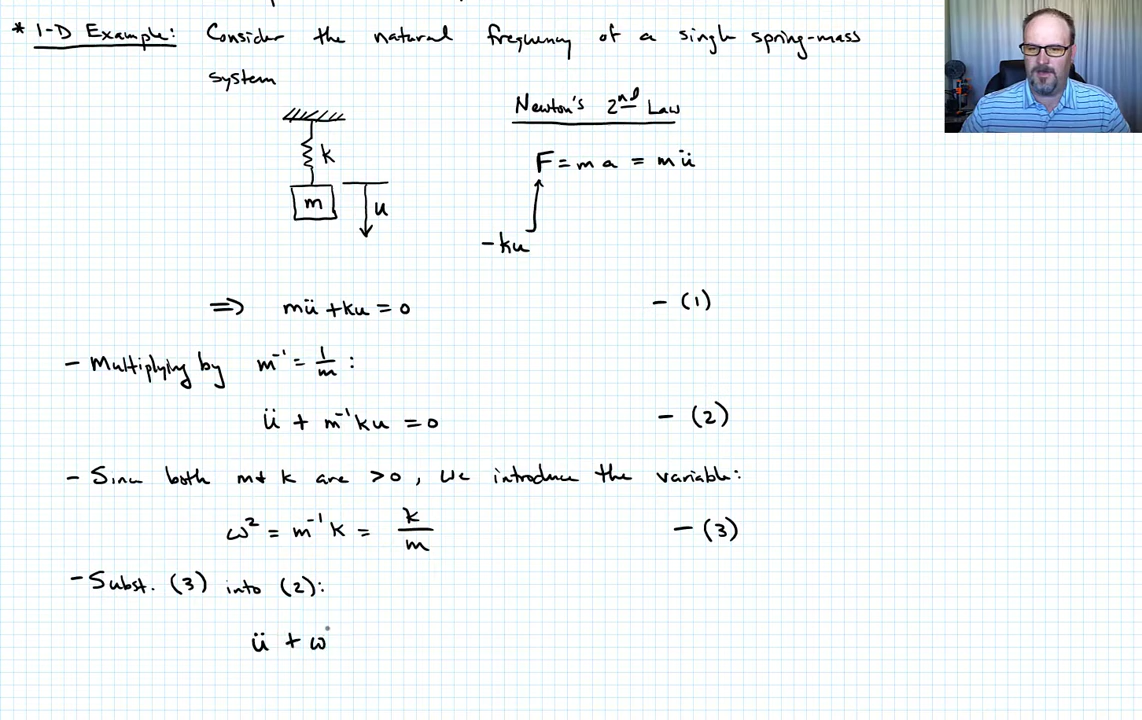 * 1-D Example: Consider the natural frequency of a single spring-mass
system
Newton's 2nd Law
k
F = m a = m ü
m
u
-ku
⇒ mü + ku = 0 - (1)
- Multiplying by m⁻¹ = 1/m :
ü + m⁻¹ku = 0 - (2)
- Since both m & k are >0, we introduce the variable:
ω² = m⁻¹ k = k/m - (3)
- Subst. (3) into (2):
ü + ω